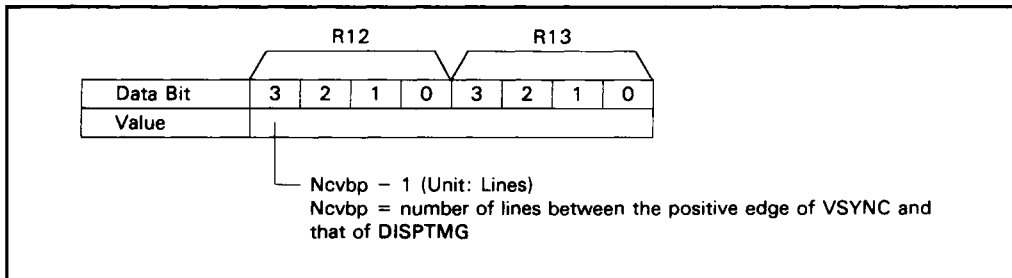 R12 R13
Data Bit 3 2 1 0 3 2 1 0
Value
Ncvbp – 1 (Unit: Lines)
Ncvbp = number of lines between the positive edge of VSYNC and
that of DISPTMG